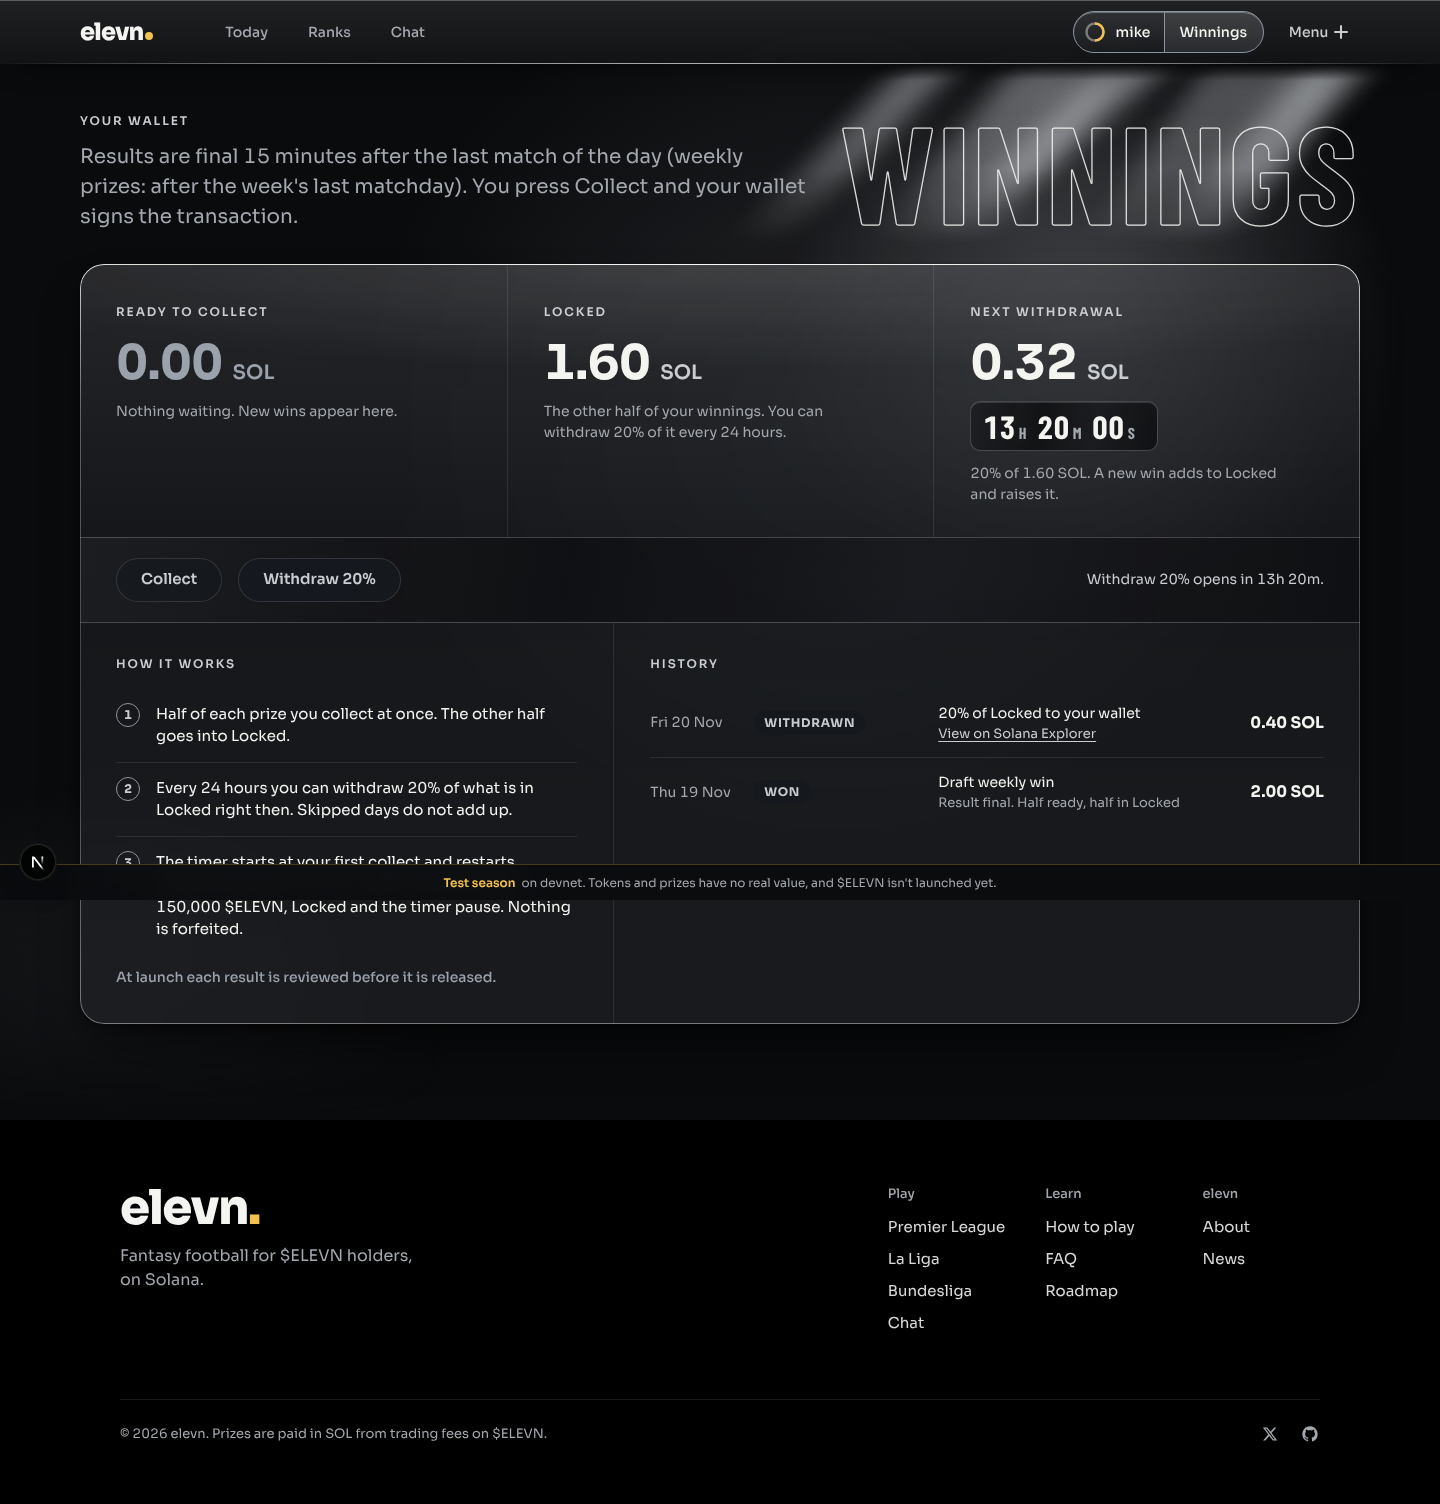 elevn.
Today
Ranks
Chat
mike
Winnings
Menu
YOUR WALLET
Results are final 15 minutes after the last match of the day (weekly
prizes: after the week's last matchday). You press Collect and your wallet
signs the transaction.
WINNINGS
READY TO COLLECT
0.00 SOL
Nothing waiting. New wins appear here.
LOCKED
1.60 SOL
The other half of your winnings. You can
withdraw 20% of it every 24 hours.
NEXT WITHDRAWAL
0.32 SOL
13H 20M 00S
20% of 1.60 SOL. A new win adds to Locked
and raises it.
Collect
Withdraw 20%
Withdraw 20% opens in 13h 20m.
HOW IT WORKS
1 Half of each prize you collect at once. The other half
goes into Locked.
2 Every 24 hours you can withdraw 20% of what is in
Locked right then. Skipped days do not add up.
3 The timer starts at your first collect and restarts
150,000 $ELEVN, Locked and the timer pause. Nothing
is forfeited.
At launch each result is reviewed before it is released.
HISTORY
Fri 20 Nov
WITHDRAWN
20% of Locked to your wallet
View on Solana Explorer
0.40 SOL
Thu 19 Nov
WON
Draft weekly win
Result final. Half ready, half in Locked
2.00 SOL
N
Test season on devnet. Tokens and prizes have no real value, and $ELEVN isn't launched yet.
elevn.
Fantasy football for $ELEVN holders,
on Solana.
Play
Premier League
La Liga
Bundesliga
Chat
Learn
How to play
FAQ
Roadmap
elevn
About
News
© 2026 elevn. Prizes are paid in SOL from trading fees on $ELEVN.